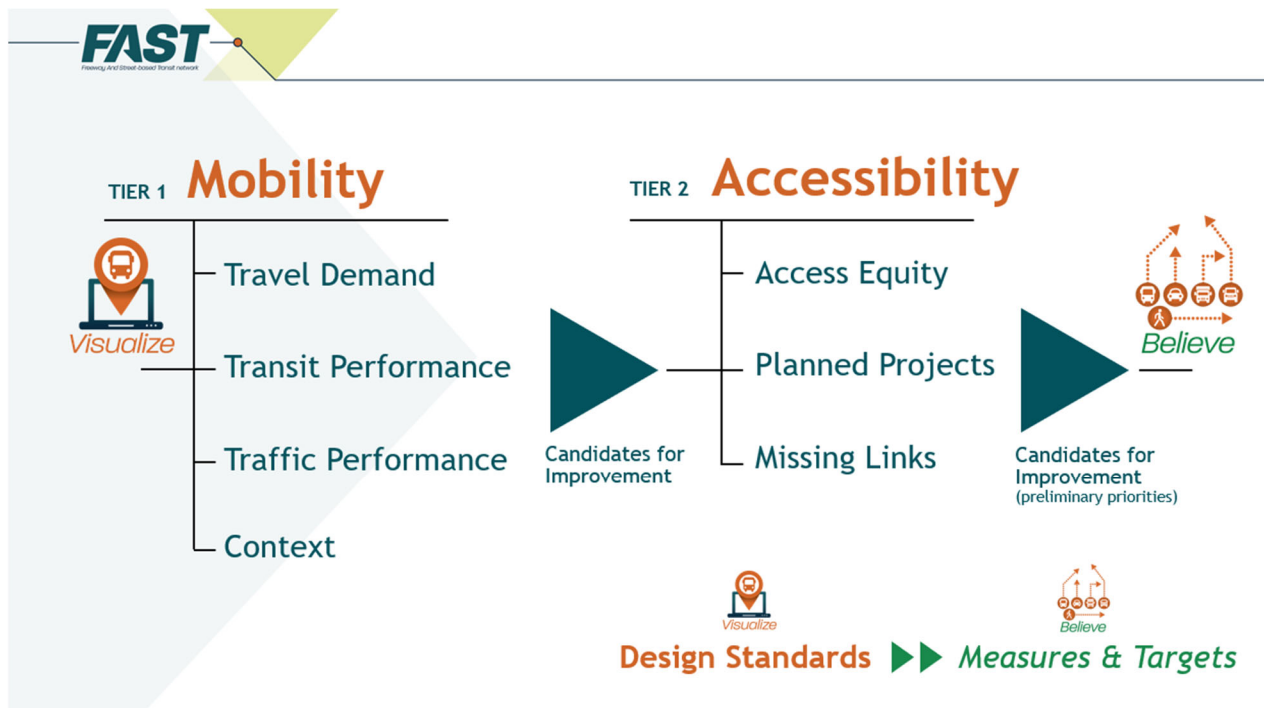 FAST
Freeway And Street-based Transit network
TIER 1 Mobility
Visualize
Travel Demand
Transit Performance
Traffic Performance
Context
Candidates for
Improvement
TIER 2 Accessibility
Access Equity
Planned Projects
Missing Links
Candidates for
Improvement
(preliminary priorities)
Believe
Visualize
Design Standards
Believe
Measures & Targets